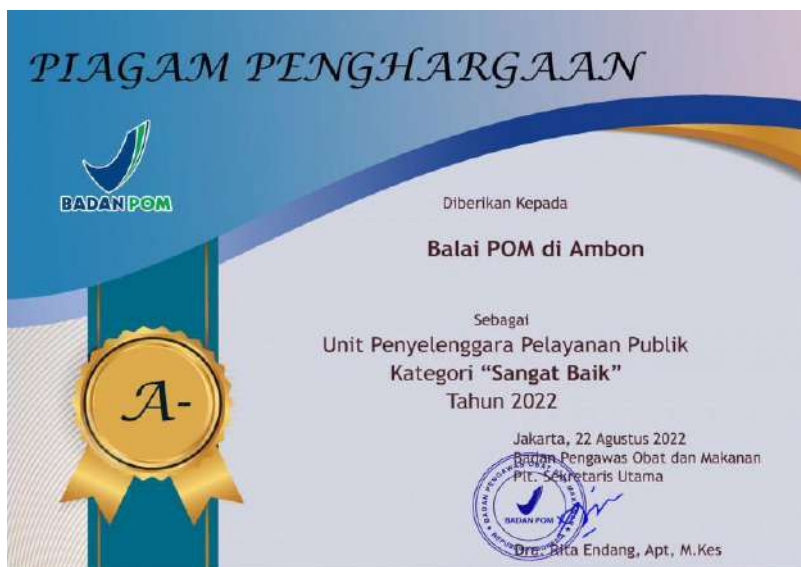 PIAGAM PENGHARGAAN
BADAN POM
Diberikan Kepada
Balai POM di Ambon
Sebagai
Unit Penyelenggara Pelayanan Publik
Kategori “Sangat Baik”
Tahun 2022
A-
Jakarta, 22 Agustus 2022
Badan Pengawas Obat dan Makanan
Plt. Sekretaris Utama
BADAN POM
Dra. Rita Endang, Apt, M.Kes